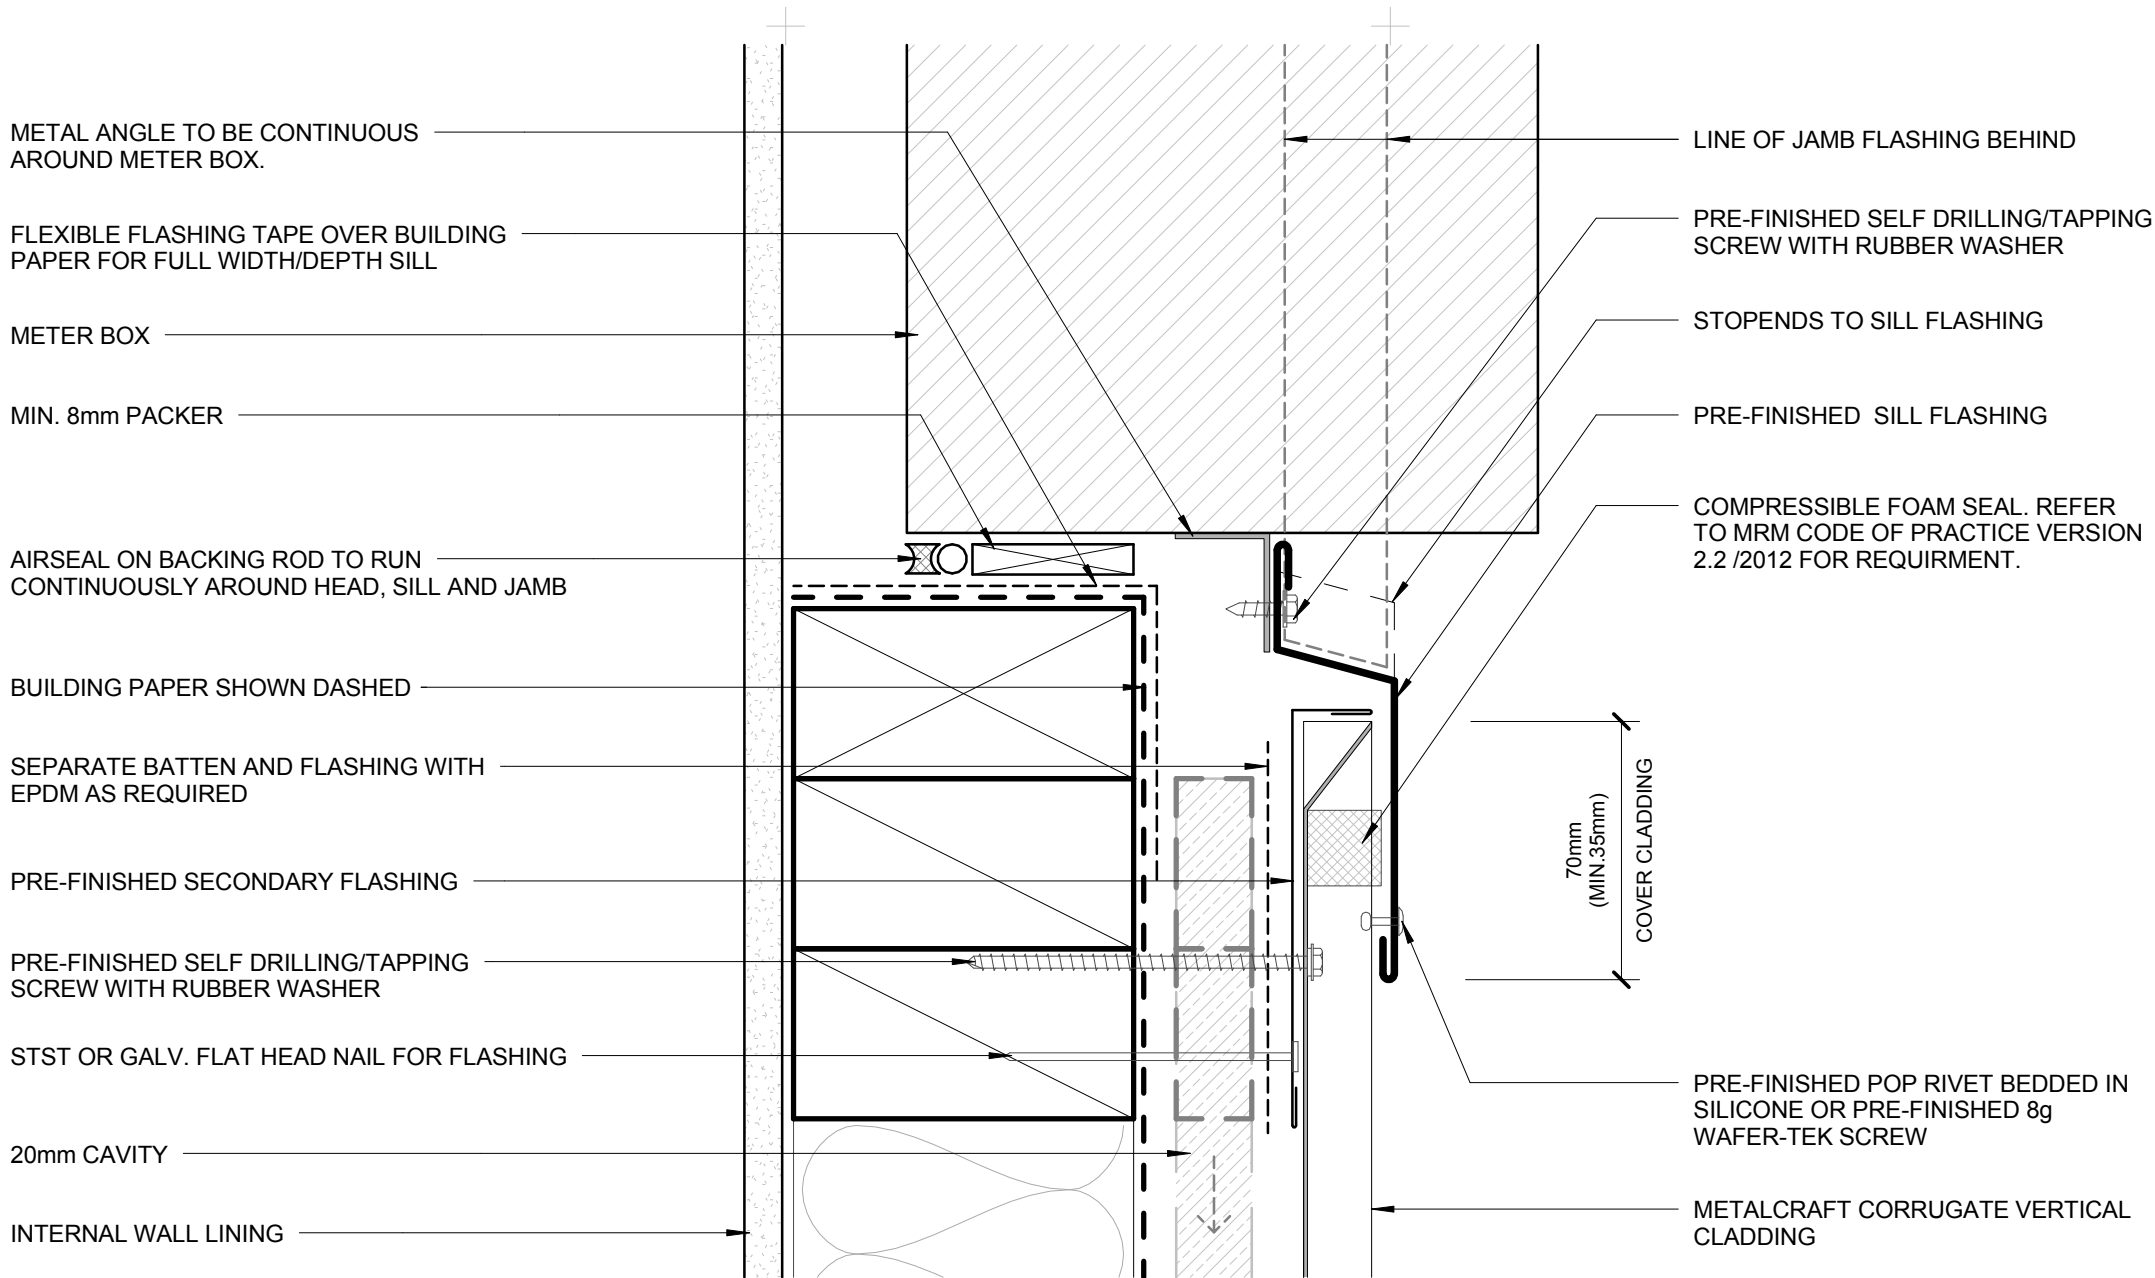 METAL ANGLE TO BE CONTINUOUS
AROUND METER BOX.
FLEXIBLE FLASHING TAPE OVER BUILDING
PAPER FOR FULL WIDTH/DEPTH SILL
METER BOX
MIN. 8mm PACKER
AIRSEAL ON BACKING ROD TO RUN
CONTINUOUSLY AROUND HEAD, SILL AND JAMB
BUILDING PAPER SHOWN DASHED
SEPARATE BATTEN AND FLASHING WITH
EPDM AS REQUIRED
PRE-FINISHED SECONDARY FLASHING
PRE-FINISHED SELF DRILLING/TAPPING
SCREW WITH RUBBER WASHER
STST OR GALV. FLAT HEAD NAIL FOR FLASHING
20mm CAVITY
INTERNAL WALL LINING
LINE OF JAMB FLASHING BEHIND
PRE-FINISHED SELF DRILLING/TAPPING
SCREW WITH RUBBER WASHER
STOPENDS TO SILL FLASHING
PRE-FINISHED SILL FLASHING
COMPRESSIBLE FOAM SEAL. REFER
TO MRM CODE OF PRACTICE VERSION
2.2 /2012 FOR REQUIRMENT.
70mm
(MIN.35mm)
COVER CLADDING
PRE-FINISHED POP RIVET BEDDED IN
SILICONE OR PRE-FINISHED 8g
WAFER-TEK SCREW
METALCRAFT CORRUGATE VERTICAL
CLADDING